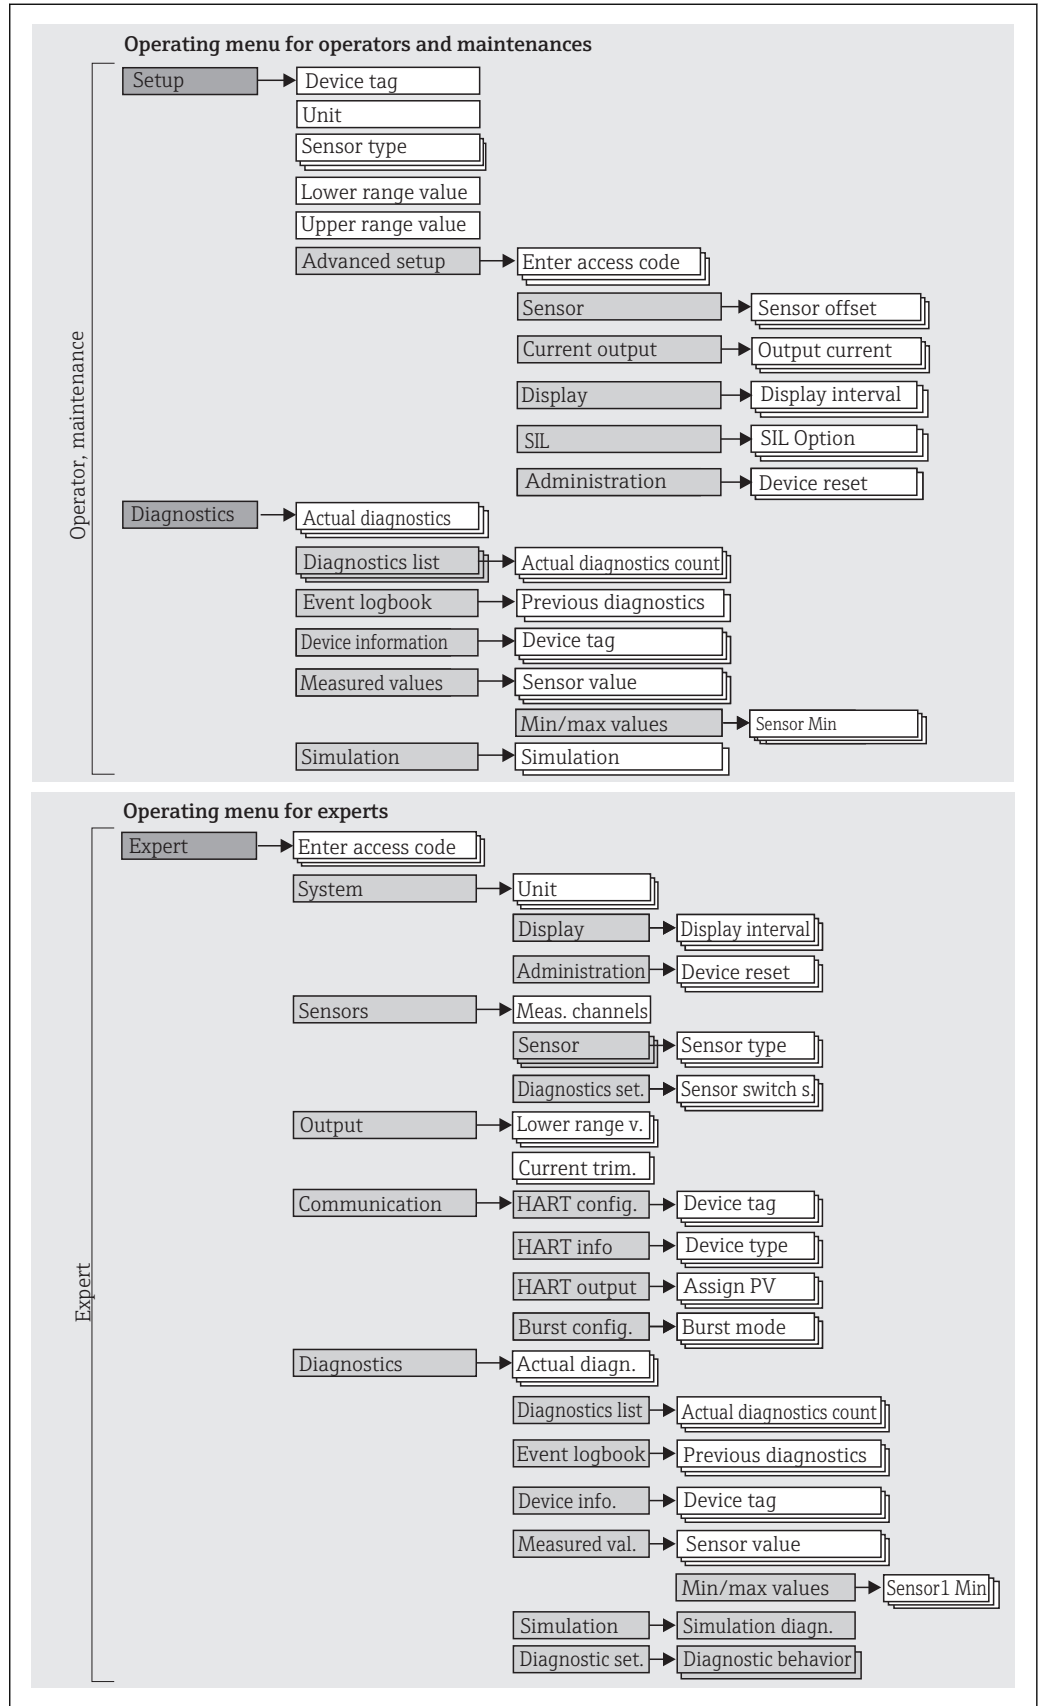 Operating menu for operators and maintenances
Setup
Device tag
Unit
Sensor type
Lower range value
Upper range value
Advanced setup
Enter access code
Sensor
Sensor offset
Current output
Output current
Display
Display interval
SIL
SIL Option
Administration
Device reset
Operator, maintenance
Diagnostics
Actual diagnostics
Diagnostics list
Actual diagnostics count
Event logbook
Previous diagnostics
Device information
Device tag
Measured values
Sensor value
Min/max values
Sensor Min
Simulation
Simulation
Operating menu for experts
Expert
Enter access code
System
Unit
Display
Display interval
Administration
Device reset
Sensors
Meas. channels
Sensor
Sensor type
Diagnostics set.
Sensor switch s.
Output
Lower range v.
Current trim.
Communication
HART config.
Device tag
HART info
Device type
HART output
Assign PV
Burst config.
Burst mode
Expert
Diagnostics
Actual diagn.
Diagnostics list
Actual diagnostics count
Event logbook
Previous diagnostics
Device info.
Device tag
Measured val.
Sensor value
Min/max values
Sensor1 Min
Simulation
Simulation diagn.
Diagnostic set.
Diagnostic behavior